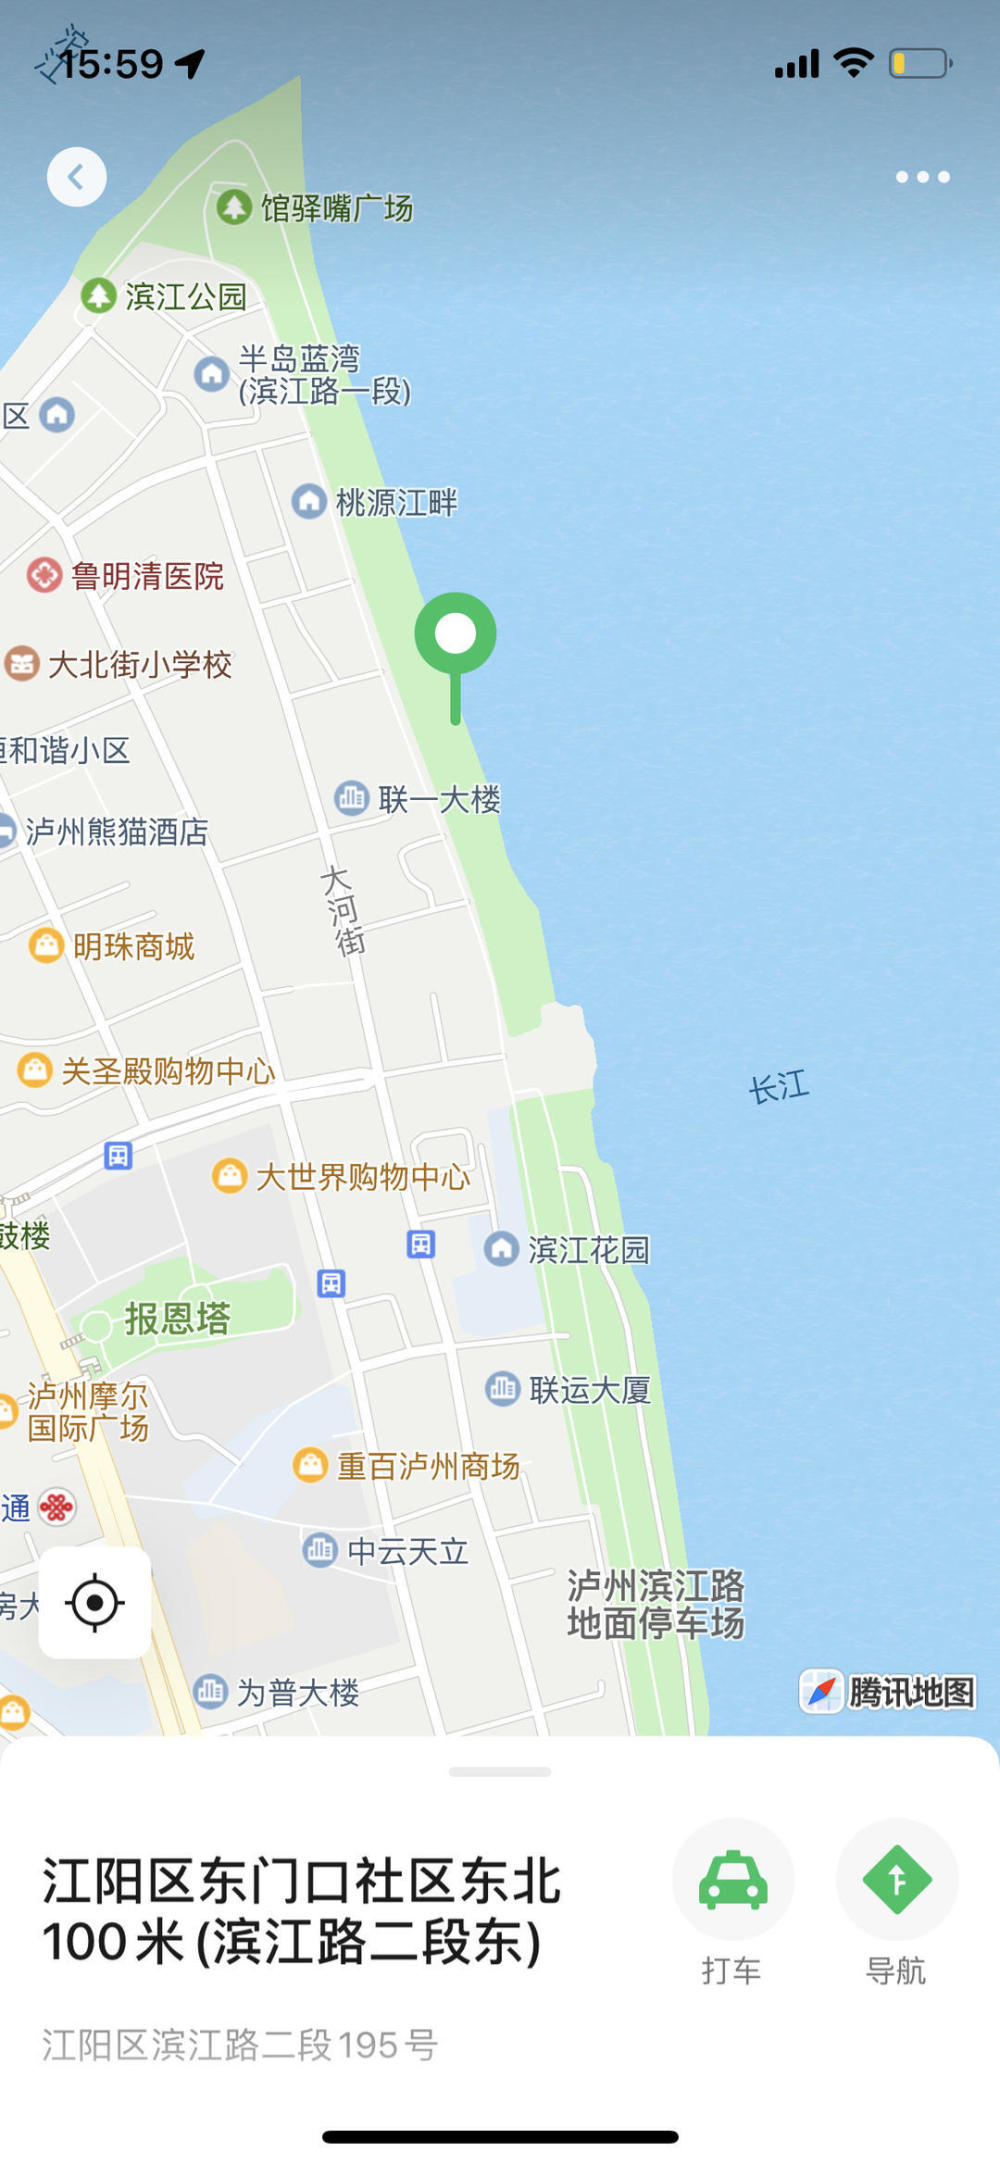 15:59
馆驿嘴广场
滨江公园
半岛蓝湾
(滨江路一段)
区
桃源江畔
鲁明清医院
大北街小学校
和谐小区
联一大楼
泸州熊猫酒店
大河街
明珠商城
关圣殿购物中心
长江
大世界购物中心
鼓楼
滨江花园
报恩塔
联运大厦
泸州摩尔
国际广场
重百泸州商场
通
中云天立
泸州滨江路
地面停车场
房大
为普大楼
腾讯地图
江阳区东门口社区东北
100米(滨江路二段东)
打车
导航
江阳区滨江路二段195号